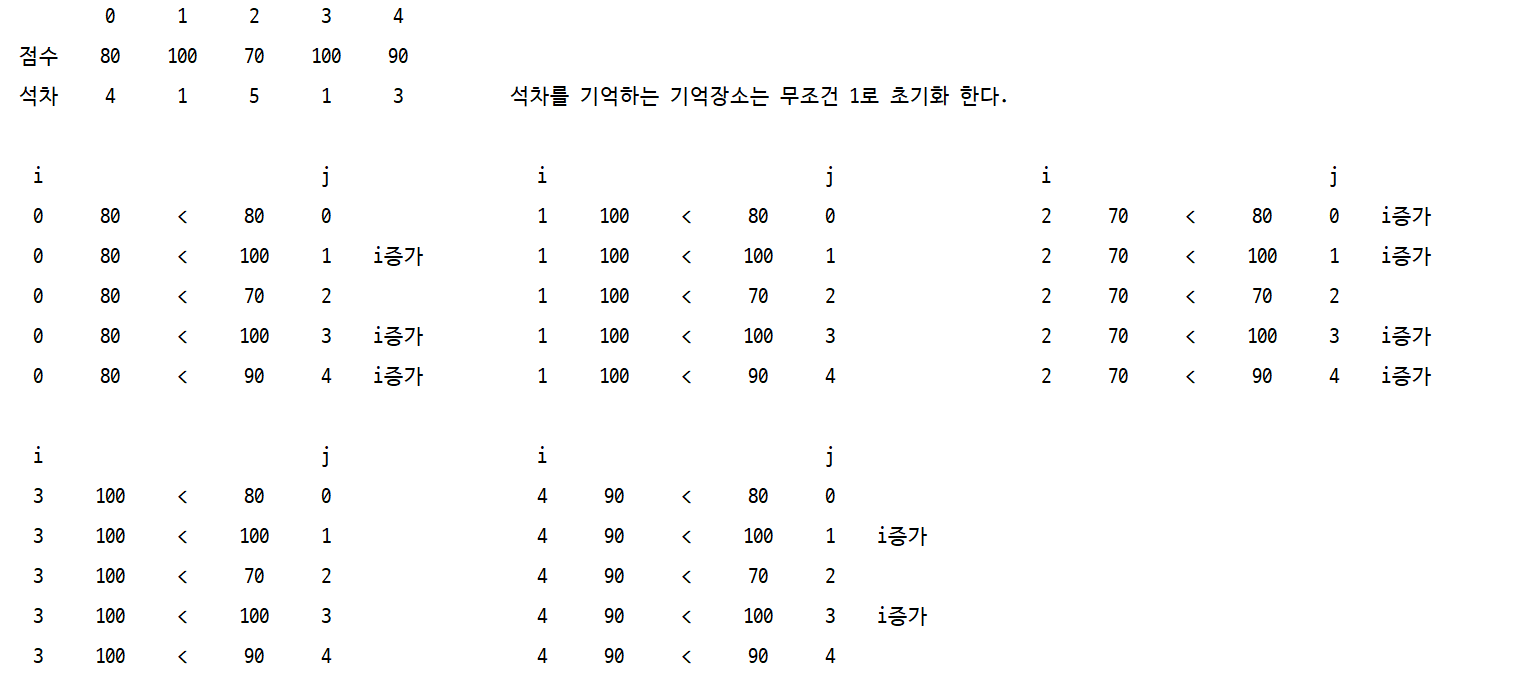 0 1 2 3 4
점수 80 100 70 100 90
석차 4 1 5 1 3 석차를 기억하는 기억장소는 무조건 1로 초기화 한다.
i j i j i j
0 80 < 80 0 1 100 < 80 0 2 70 < 80 0 i증가
0 80 < 100 1 i증가 1 100 < 100 1 2 70 < 100 1 i증가
0 80 < 70 2 1 100 < 70 2 2 70 < 70 2
0 80 < 100 3 i증가 1 100 < 100 3 2 70 < 100 3 i증가
0 80 < 90 4 i증가 1 100 < 90 4 2 70 < 90 4 i증가
i j i j
3 100 < 80 0 4 90 < 80 0
3 100 < 100 1 4 90 < 100 1 i증가
3 100 < 70 2 4 90 < 70 2
3 100 < 100 3 4 90 < 100 3 i증가
3 100 < 90 4 4 90 < 90 4